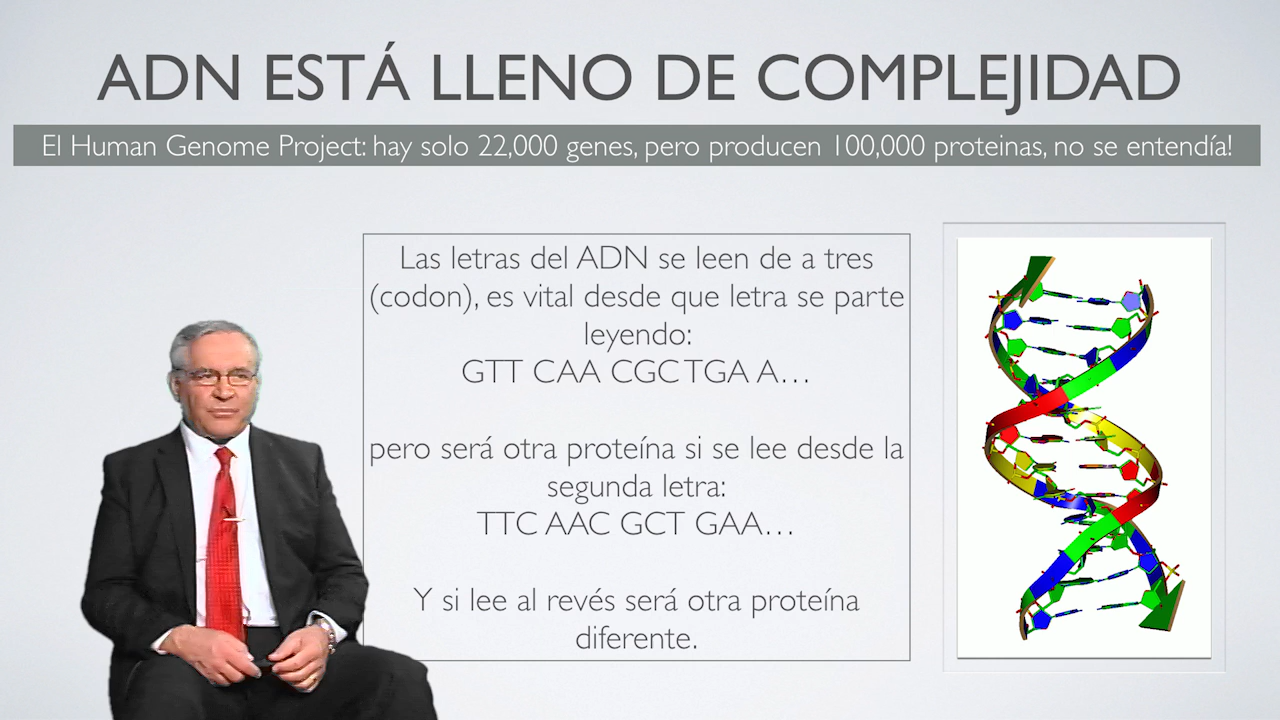 ADN ESTÁ LLENO DE COMPLEJIDAD
El Human Genome Project: hay solo 22,000 genes, pero producen 100,000 proteinas, no se entendía!
Las letras del ADN se leen de a tres
(codon), es vital desde que letra se parte
leyendo:
GTT CAA CGC TGA A...
pero será otra proteína si se lee desde la
segunda letra:
TTC AAC GCT GAA...
Y si lee al revés será otra proteína
diferente.